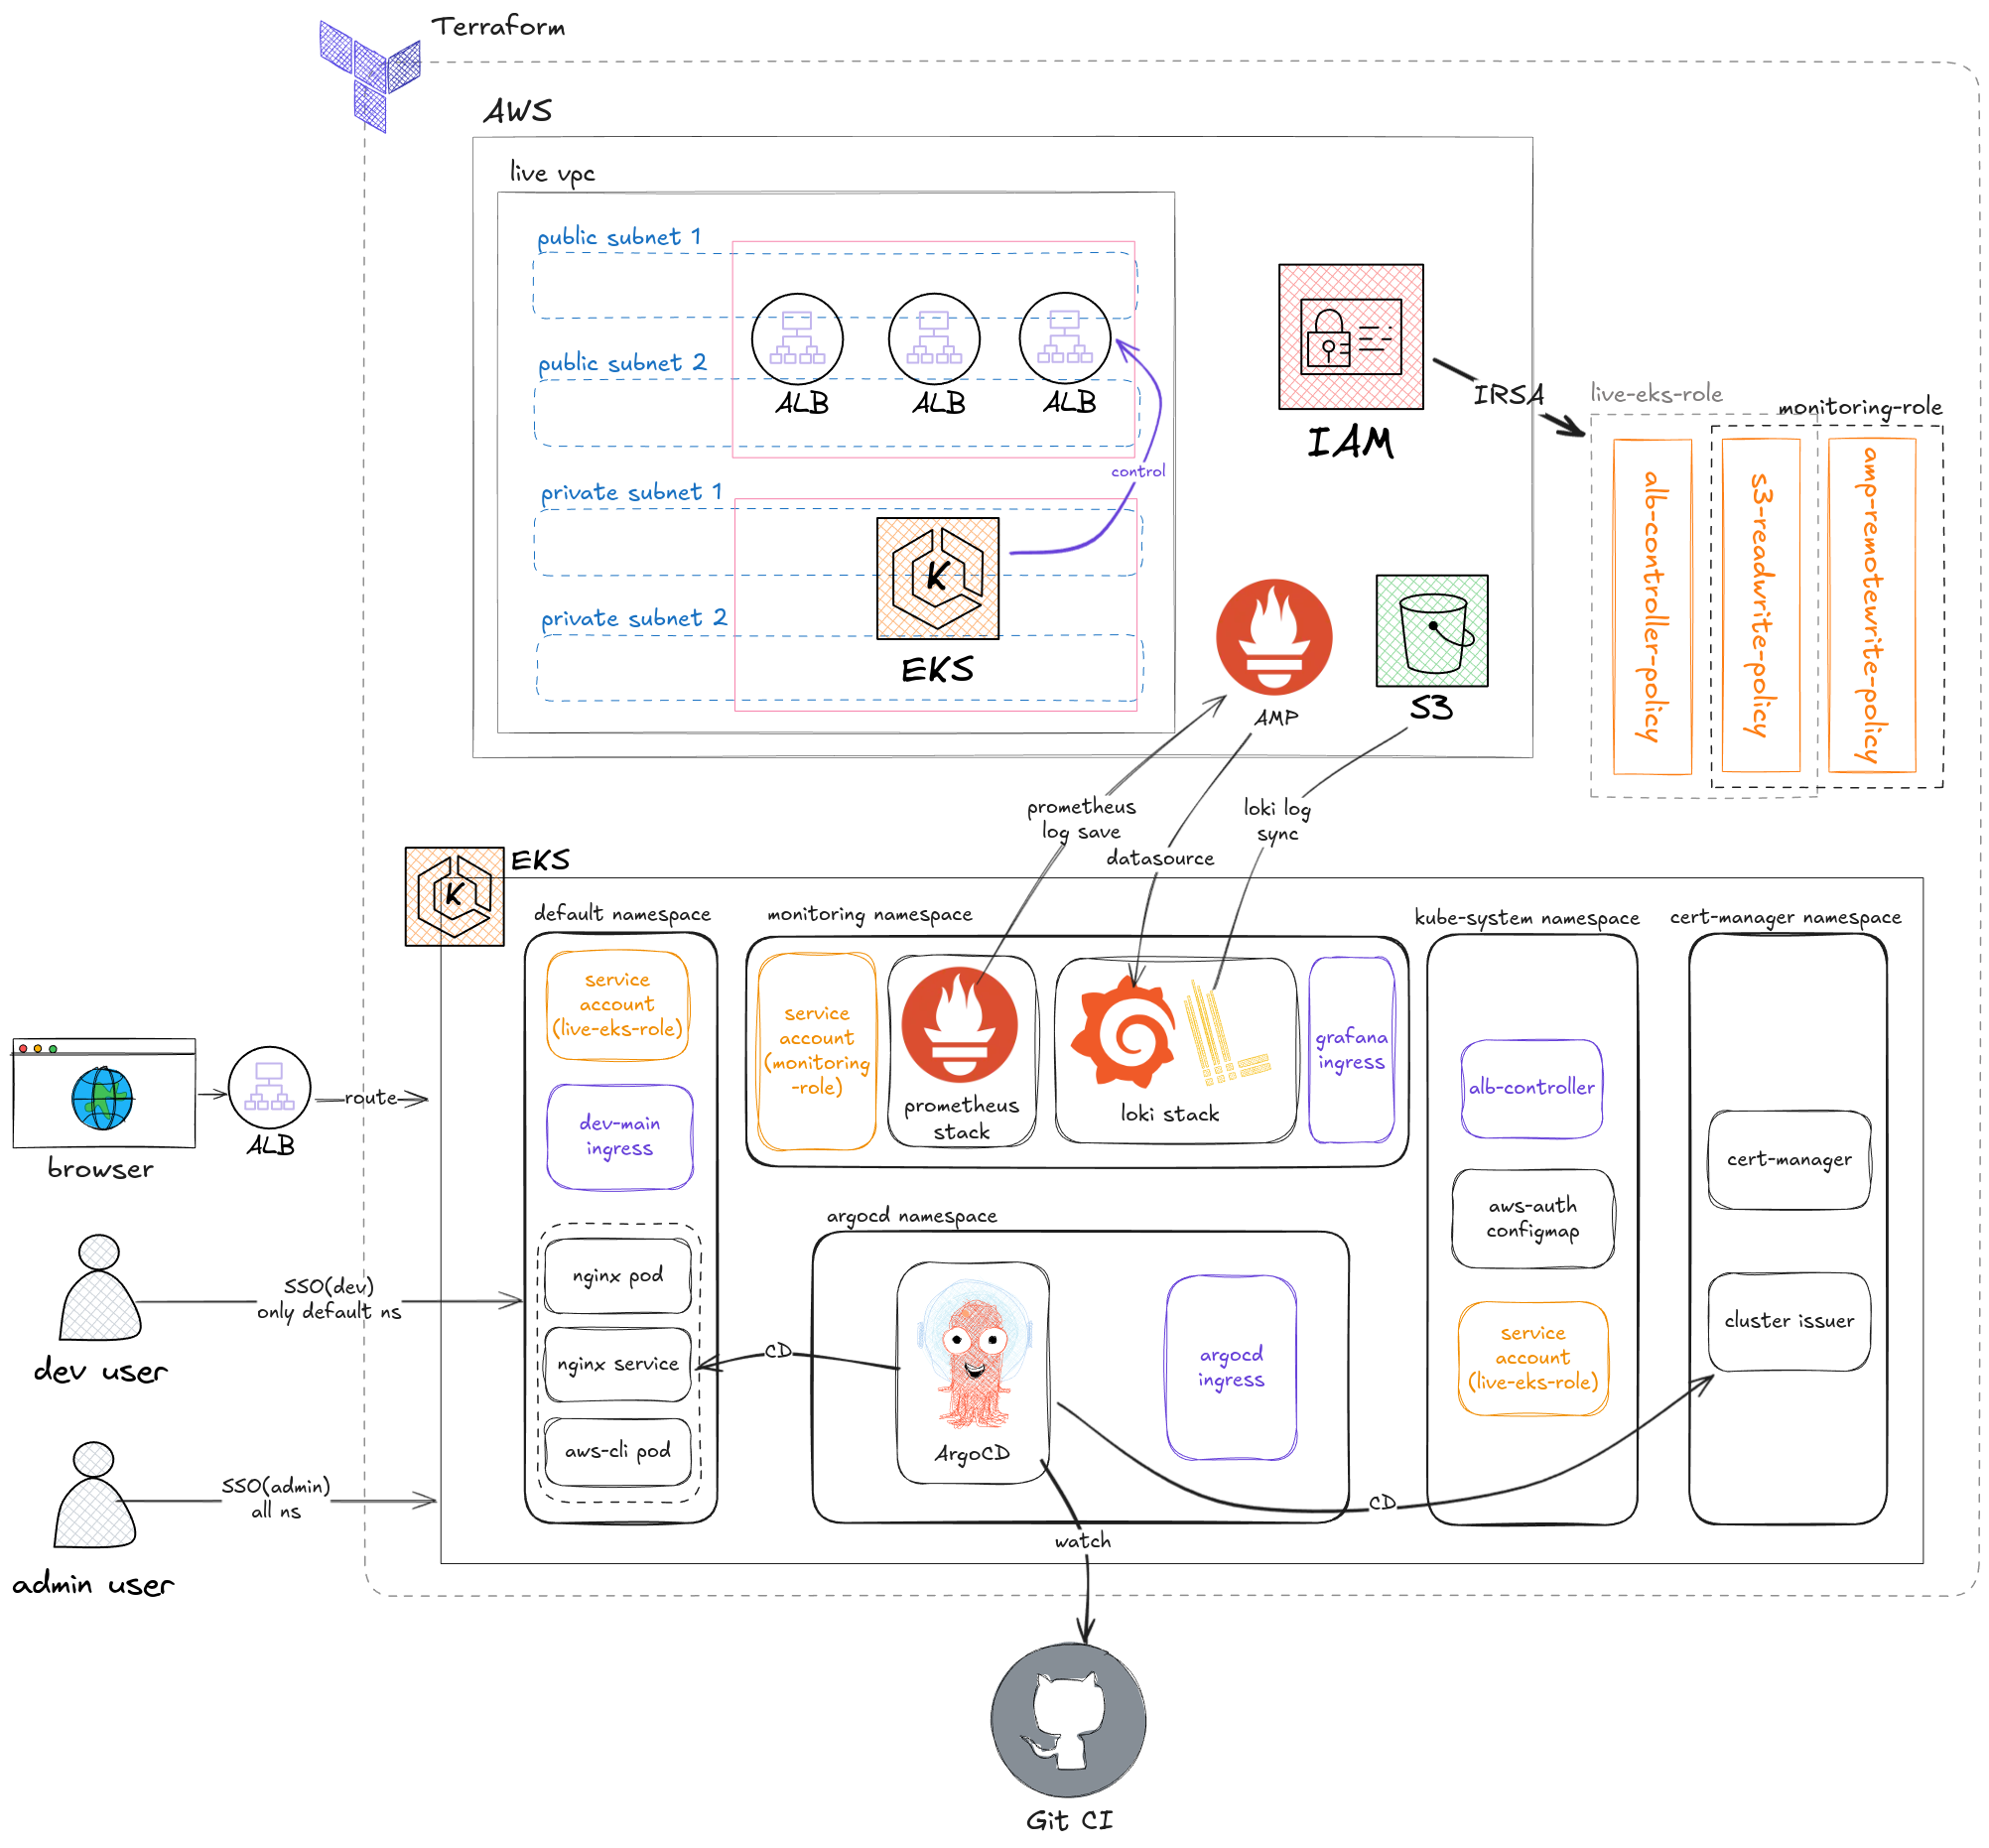 Terraform
AWS
live vpc
public subnet 1
public subnet 2
ALB
ALB
ALB
control
private subnet 1
private subnet 2
K
EKS
IAM
IRSA
live-eks-role
monitoring-role
alb-controller-policy
s3-readwrite-policy
amp-remotewrite-policy
AMP
S3
prometheus
log save
datasource
loki log
sync
K
EKS
default namespace
service
account
(live-eks-role)
dev-main
ingress
nginx pod
nginx service
aws-cli pod
monitoring namespace
service
account
(monitoring
-role)
prometheus
stack
loki stack
grafana
ingress
kube-system namespace
alb-controller
aws-auth
configmap
service
account
(live-eks-role)
cert-manager namespace
cert-manager
cluster issuer
argocd namespace
ArgoCD
argocd
ingress
CD
CD
watch
browser
ALB
route
dev user
SSO(dev)
only default ns
admin user
SSO(admin)
all ns
Git CI